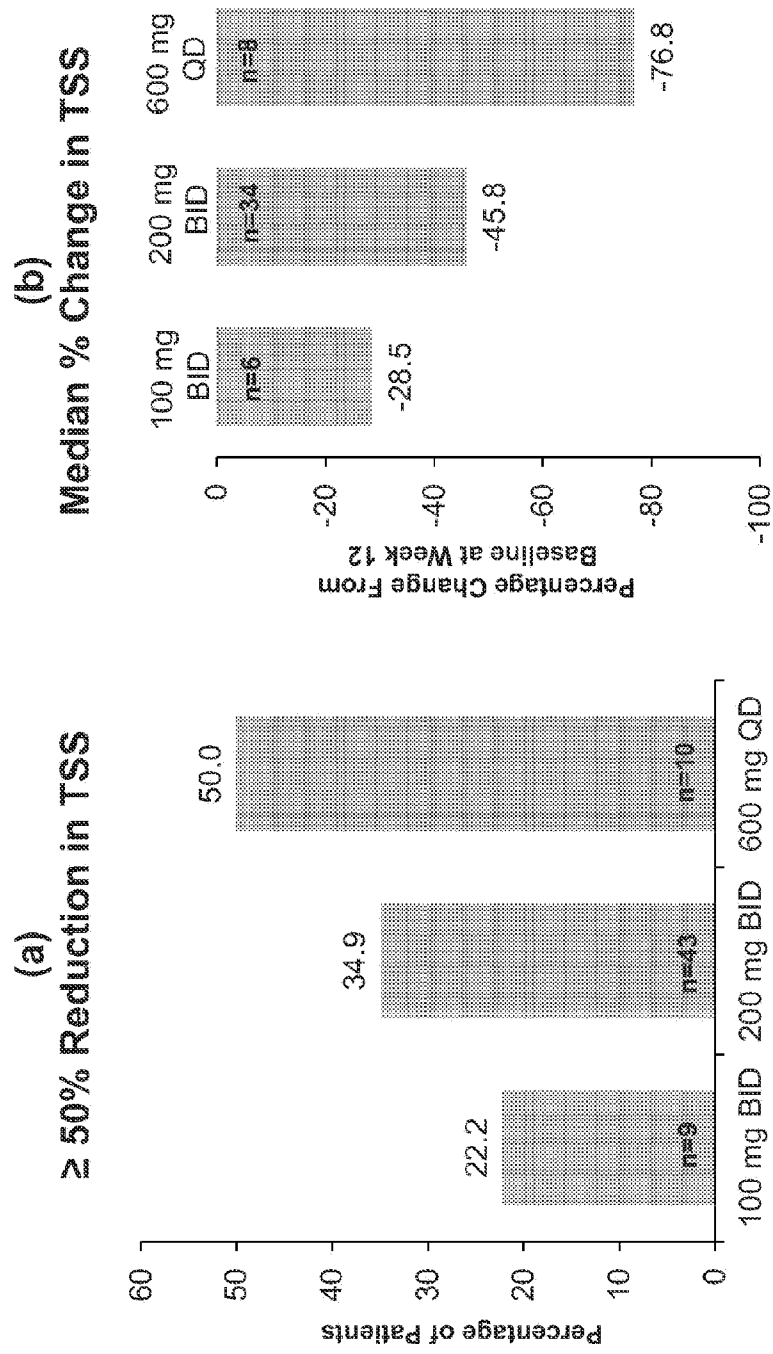 (a)
≥ 50% Reduction in TSS
Percentage of Patients
60
50
40
30
20
10
0
22.2
34.9
50.0
n=9
n=43
n=10
100 mg BID
200 mg BID
600 mg QD
(b)
Median % Change in TSS
100 mg
BID
200 mg
BID
600 mg
QD
n=6
n=34
n=8
Percentage Change From
Baseline at Week 12
0
-20
-40
-60
-80
-100
-28.5
-45.8
-76.8